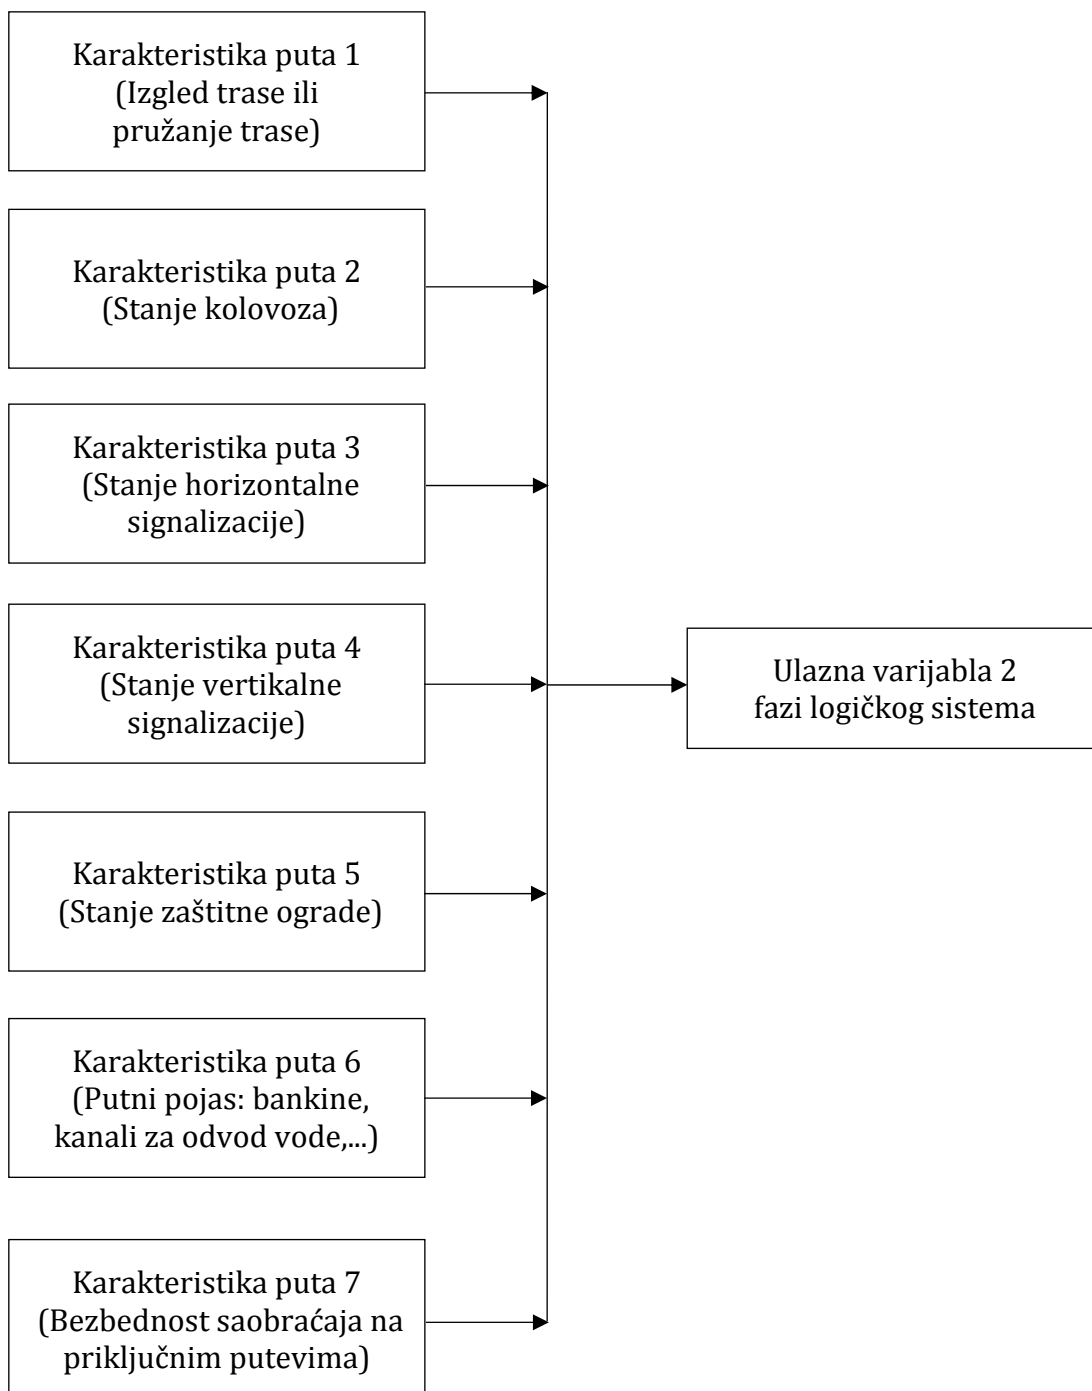 Karakteristika puta 1
(Izgled trase ili
pružanje trase)
Karakteristika puta 2
(Stanje kolovoza)
Karakteristika puta 3
(Stanje horizontalne
signalizacije)
Karakteristika puta 4
(Stanje vertikalne
signalizacije)
Ulazna varijabla 2
fazi logičkog sistema
Karakteristika puta 5
(Stanje zaštitne ograde)
Karakteristika puta 6
(Putni pojas: bankine,
kanali za odvod vode,...)
Karakteristika puta 7
(Bezbednost saobraćaja na
priključnim putevima)